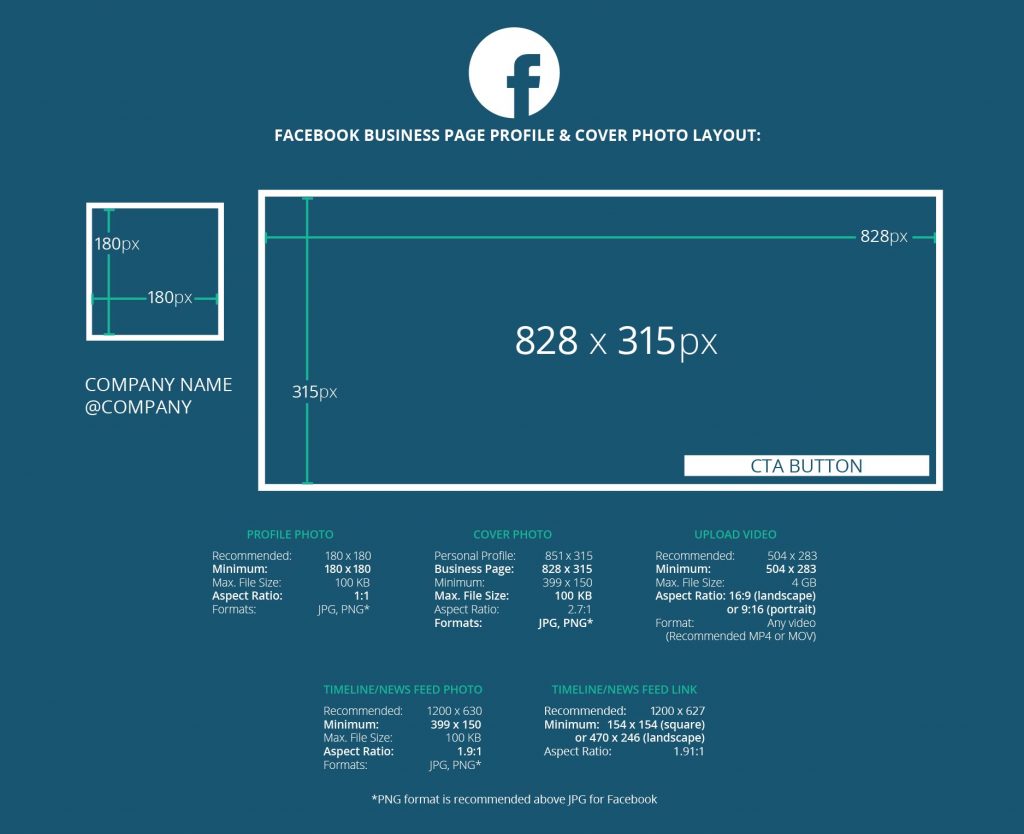 FACEBOOK BUSINESS PAGE PROFILE & COVER PHOTO LAYOUT:
180px
180px
COMPANY NAME
@COMPANY
828px
828 x 315px
315px
CTA BUTTON
PROFILE PHOTO
Recommended: 180 x 180
Minimum: 180 x 180
Max. File Size: 100 KB
Aspect Ratio: 1:1
Formats: JPG, PNG*
COVER PHOTO
Personal Profile: 851 x 315
Business Page: 828 x 315
Minimum: 399 x 150
Max. File Size: 100 KB
Aspect Ratio: 2.7:1
Formats: JPG, PNG*
UPLOAD VIDEO
Recommended: 504 x 283
Minimum: 504 x 283
Max. File Size: 4 GB
Aspect Ratio: 16:9 (landscape)
or 9:16 (portrait)
Format: Any video
(Recommended MP4 or MOV)
TIMELINE/NEWS FEED PHOTO
Recommended: 1200 x 630
Minimum: 399 x 150
Max. File Size: 100 KB
Aspect Ratio: 1.9:1
Formats: JPG, PNG*
TIMELINE/NEWS FEED LINK
Recommended: 1200 x 627
Minimum: 154 x 154 (square)
or 470 x 246 (landscape)
Aspect Ratio: 1.91:1
*PNG format is recommended above JPG for Facebook